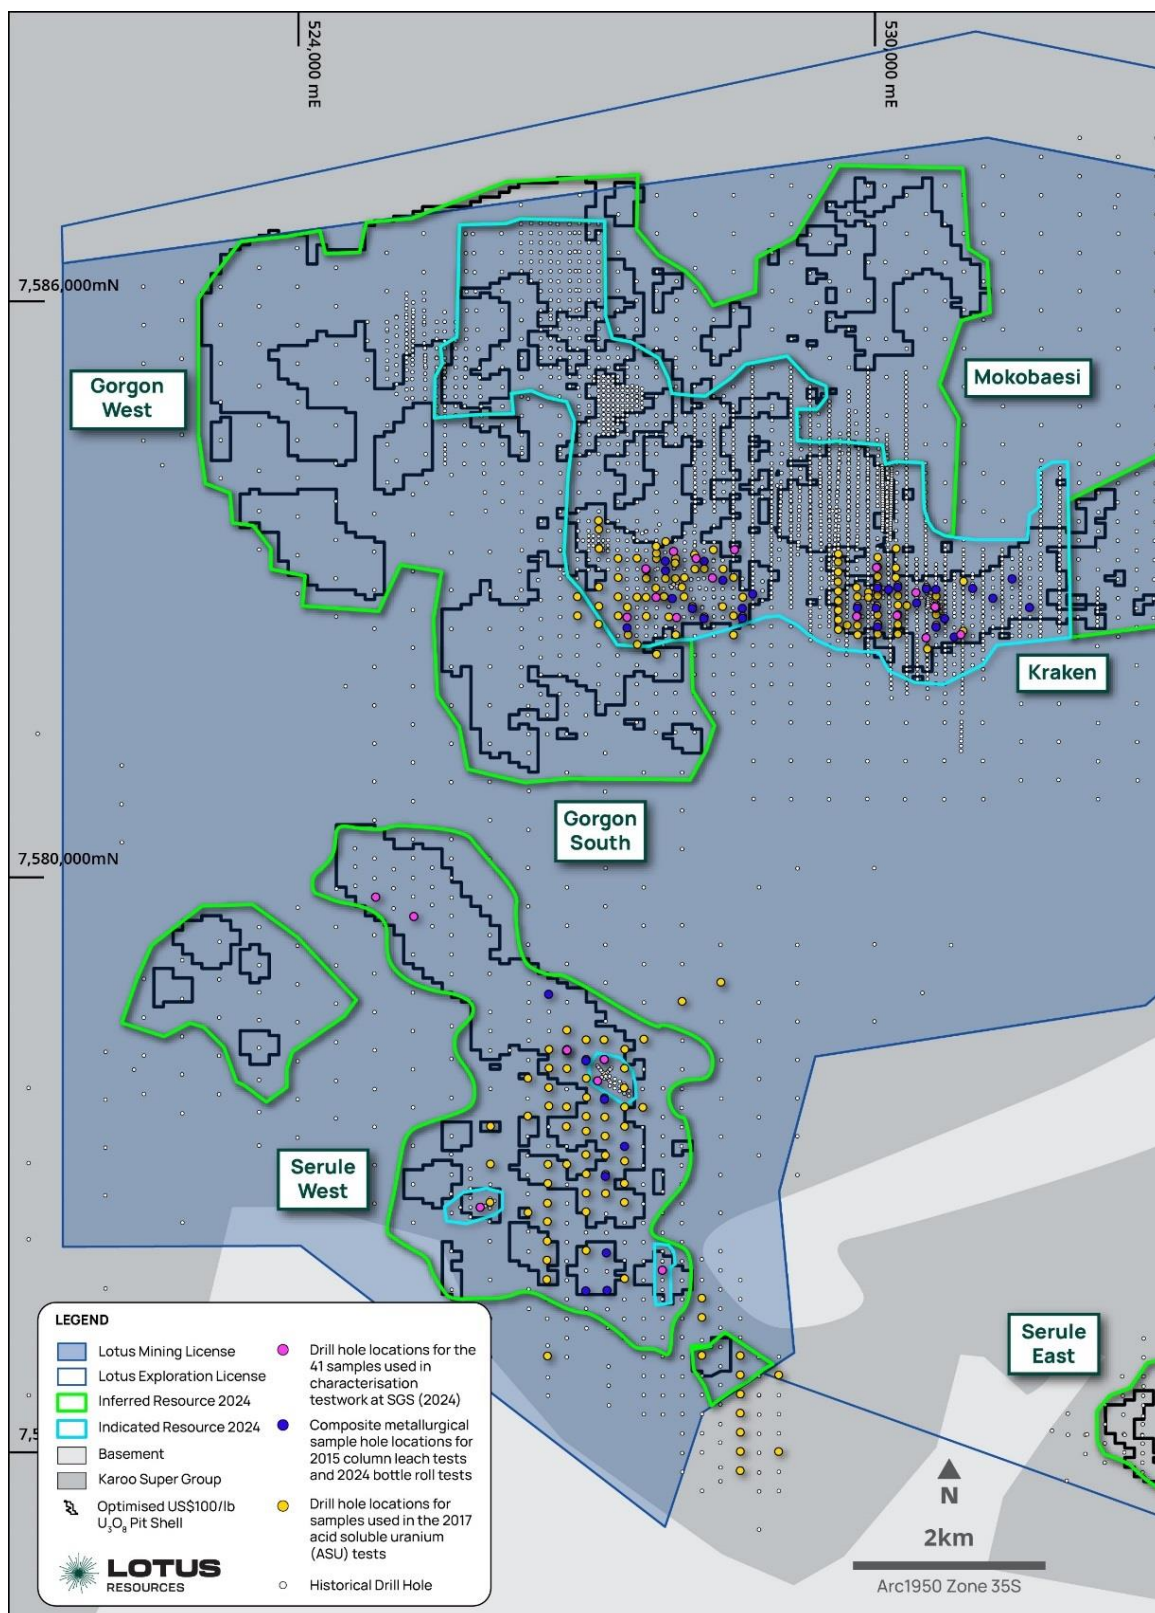 524,000 mE
530,000 mE
7,586,000mN
Gorgon
West
Mokobaesi
Kraken
Gorgon
South
7,580,000mN
Serule
West
Serule
East
LEGEND
Lotus Mining License
Lotus Exploration License
Inferred Resource 2024
Indicated Resource 2024
Basement
Karoo Super Group
Optimised US$100/lb
U₃O₈ Pit Shell
LOTUS
RESOURCES
Drill hole locations for the
41 samples used in
characterisation
testwork at SGS (2024)
Composite metallurgical
sample hole locations for
2015 column leach tests
and 2024 bottle roll tests
Drill hole locations for
samples used in the 2017
acid soluble uranium
(ASU) tests
Historical Drill Hole
N
2km
Arc1950 Zone 35S